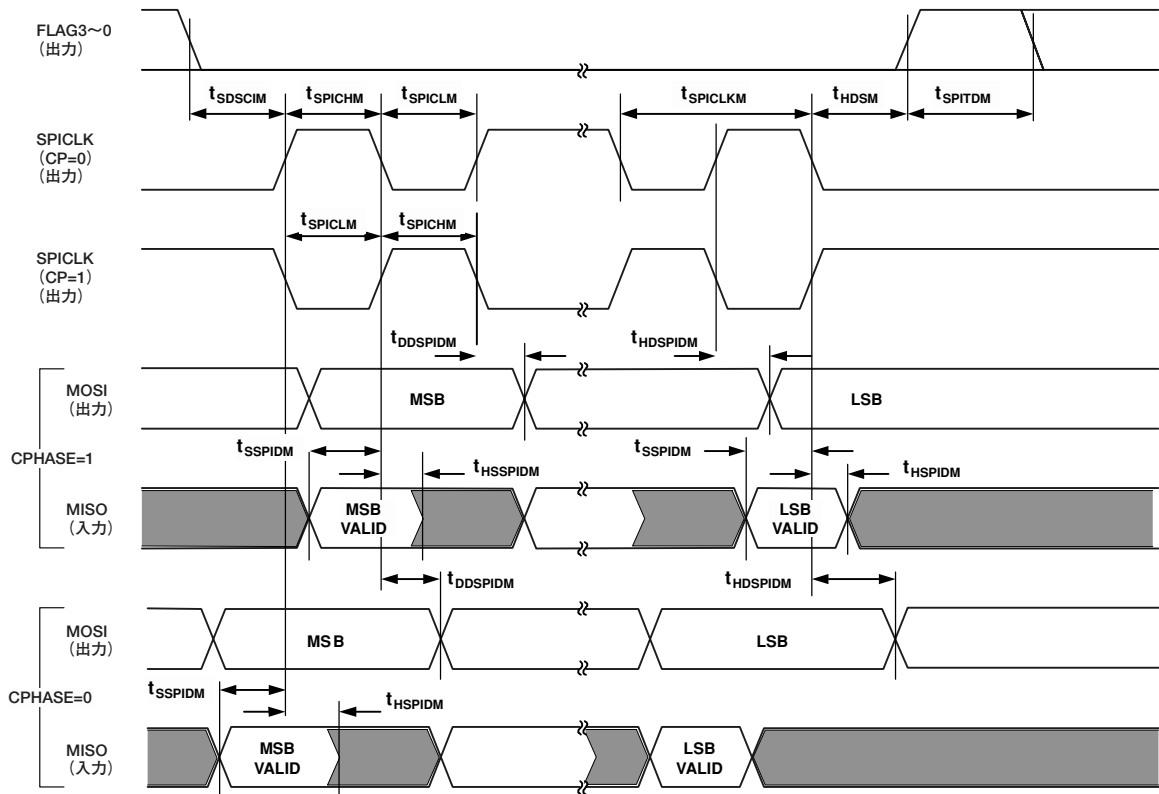 FLAG3～0
(出力)
tSDSCIM
tSPICHM
tSPICLM
tSPICLKM
tHDSM
tSPITDM
SPICLK
(CP=0)
(出力)
tSPICLM
tSPICHM
SPICLK
(CP=1)
(出力)
tDDSPIDM
tHDSPIDM
CPHASE=1
MOSI
(出力)
MSB
LSB
tSSPIDM
tHSSPIDM
tSSPIDM
tHSPIDM
MISO
(入力)
MSB
VALID
LSB
VALID
tDDSPIDM
tHDSPIDM
CPHASE=0
MOSI
(出力)
MSB
LSB
tSSPIDM
tHSPIDM
MISO
(入力)
MSB
VALID
LSB
VALID